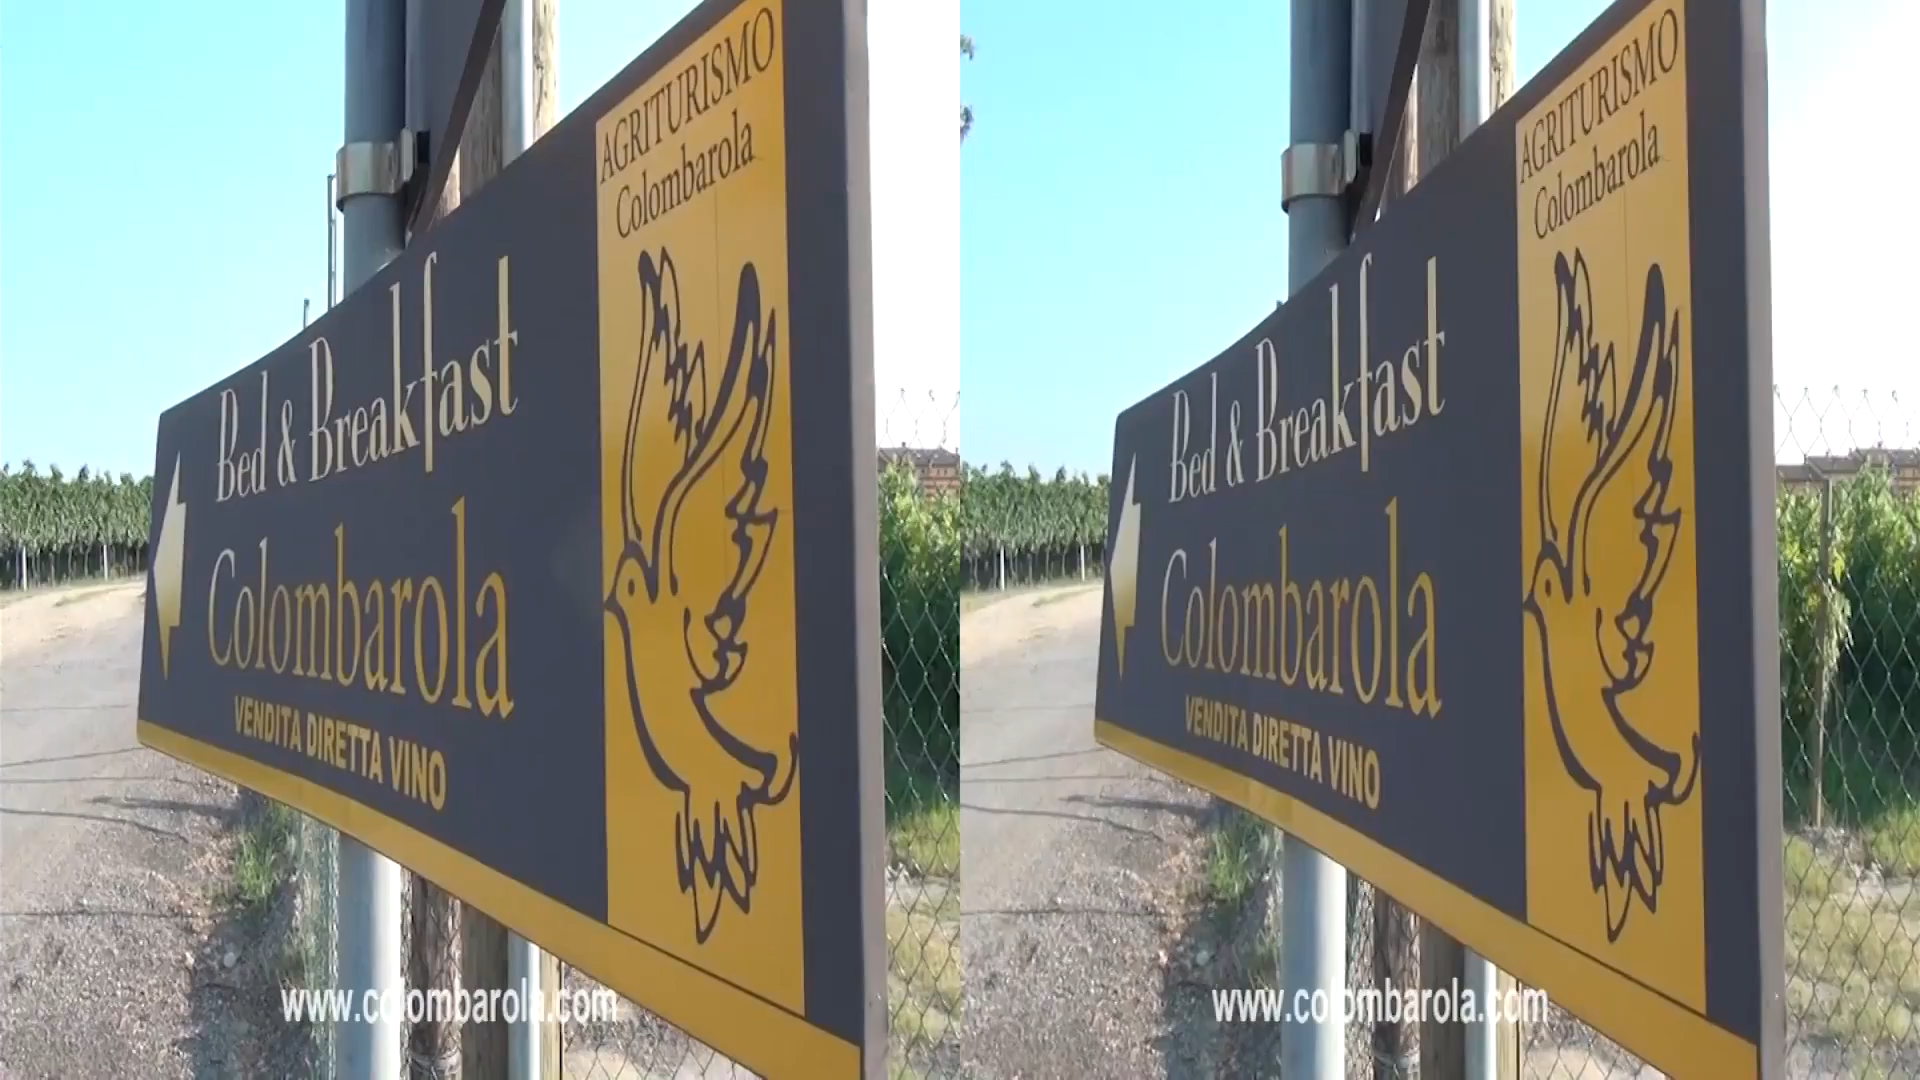 AGRITURISMO
Colombarola
Bed & Breakfast
Colombarola
VENDITA DIRETTA VINO
www.colombarola.com
AGRITURISMO
Colombarola
Bed & Breakfast
Colombarola
VENDITA DIRETTA VINO
www.colombarola.com